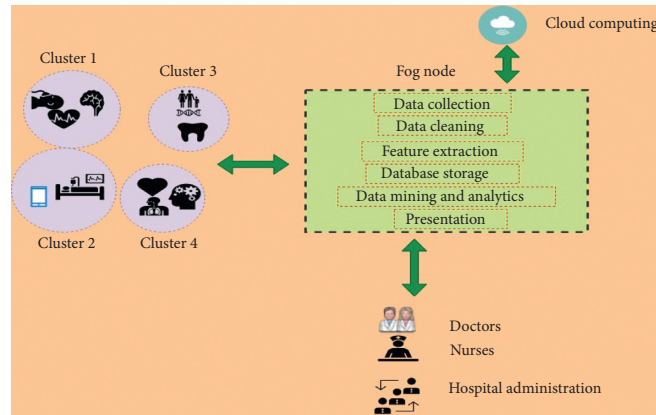 Cloud computing
Cluster 1
Cluster 3
Fog node
Data collection
Data cleaning
Feature extraction
Database storage
Data mining and analytics
Presentation
Cluster 2
Cluster 4
Doctors
Nurses
Hospital administration